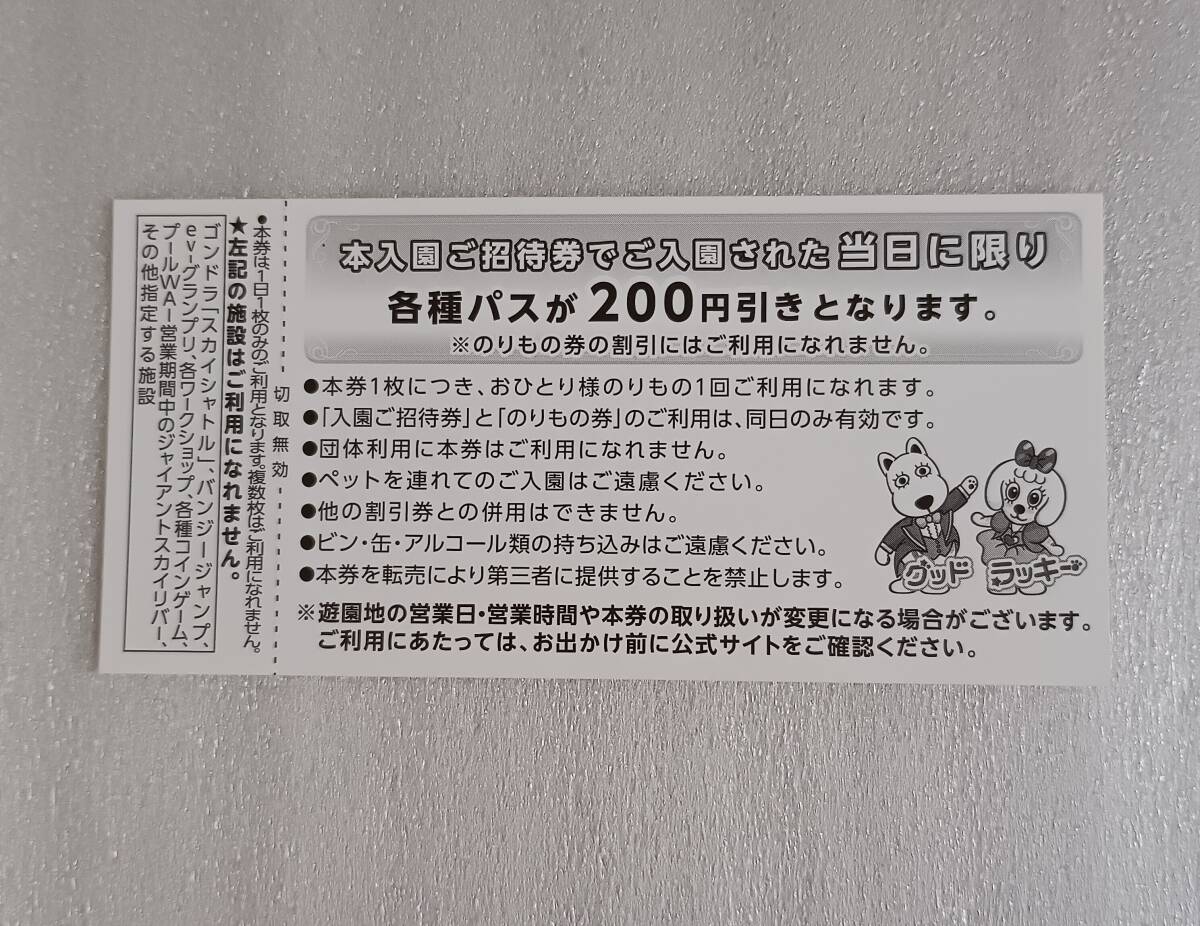 本入園ご招待券でご入園された当日に限り
各種パスが200円引きとなります。
※のりもの券の割引にはご利用になれません。
●本券1枚につき、おひとり様のりもの1回ご利用になれます。
●「入園ご招待券」と「のりもの券」のご利用は、同日のみ有効です。
●団体利用に本券はご利用になれません。
●ペットを連れてのご入園はご遠慮ください。
●他の割引券との併用はできません。
●ビン・缶・アルコール類の持ち込みはご遠慮ください。
●本券を転売により第三者に提供することを禁止します。
グッド
ラッキー
※遊園地の営業日・営業時間や本券の取り扱いが変更になる場合がございます。
ご利用にあたっては、お出かけ前に公式サイトをご確認ください。
切取無効
●本券は1日1枚のみのご利用となります。複数枚はご利用になれません。
★左記の施設はご利用になれません。
ゴンドラ「スカイシャトル」、バンジージャンプ、
ev-グランプリ、各ワークショップ、各種コインゲーム、
プールWAI営業期間中のジャイアントスカイリバー、
その他指定する施設